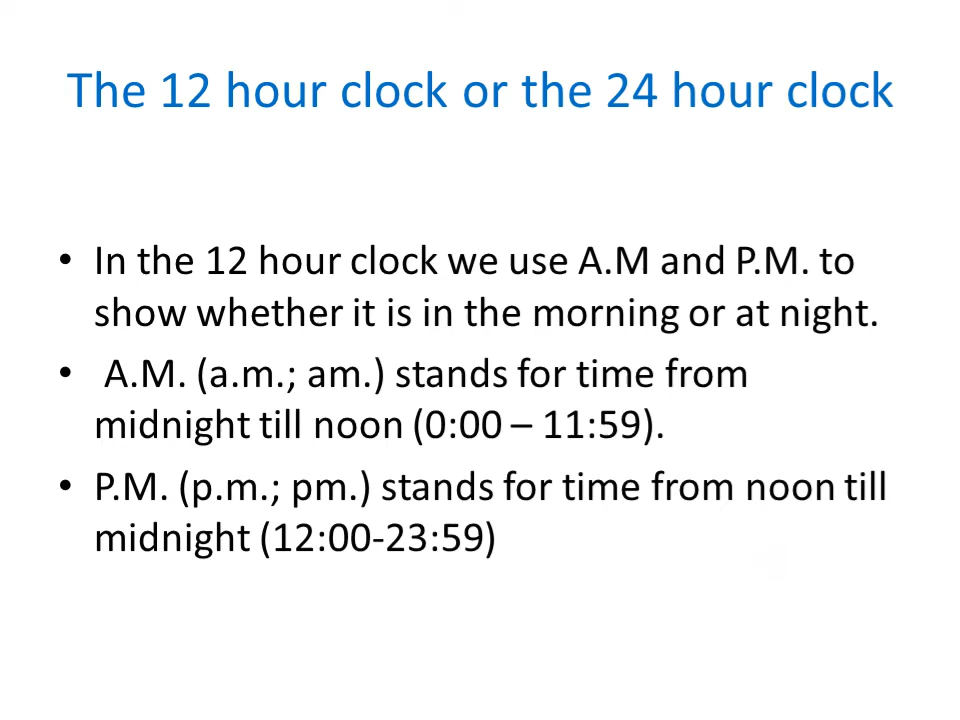 The 12 hour clock or the 24 hour clock
• In the 12 hour clock we use A.M and P.M. to
show whether it is in the morning or at night.
• A.M. (a.m.; am.) stands for time from
midnight till noon (0:00 – 11:59).
• P.M. (p.m.; pm.) stands for time from noon till
midnight (12:00-23:59)